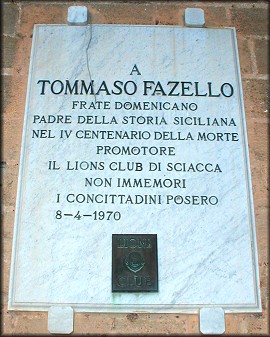 A
TOMMASO FAZELLO
FRATE DOMENICANO
PADRE DELLA STORIA SICILIANA
NEL IV CENTENARIO DELLA MORTE
PROMOTORE
IL LIONS CLUB DI SCIACCA
NON IMMEMORI
I CONCITTADINI POSERO
8-4-1970